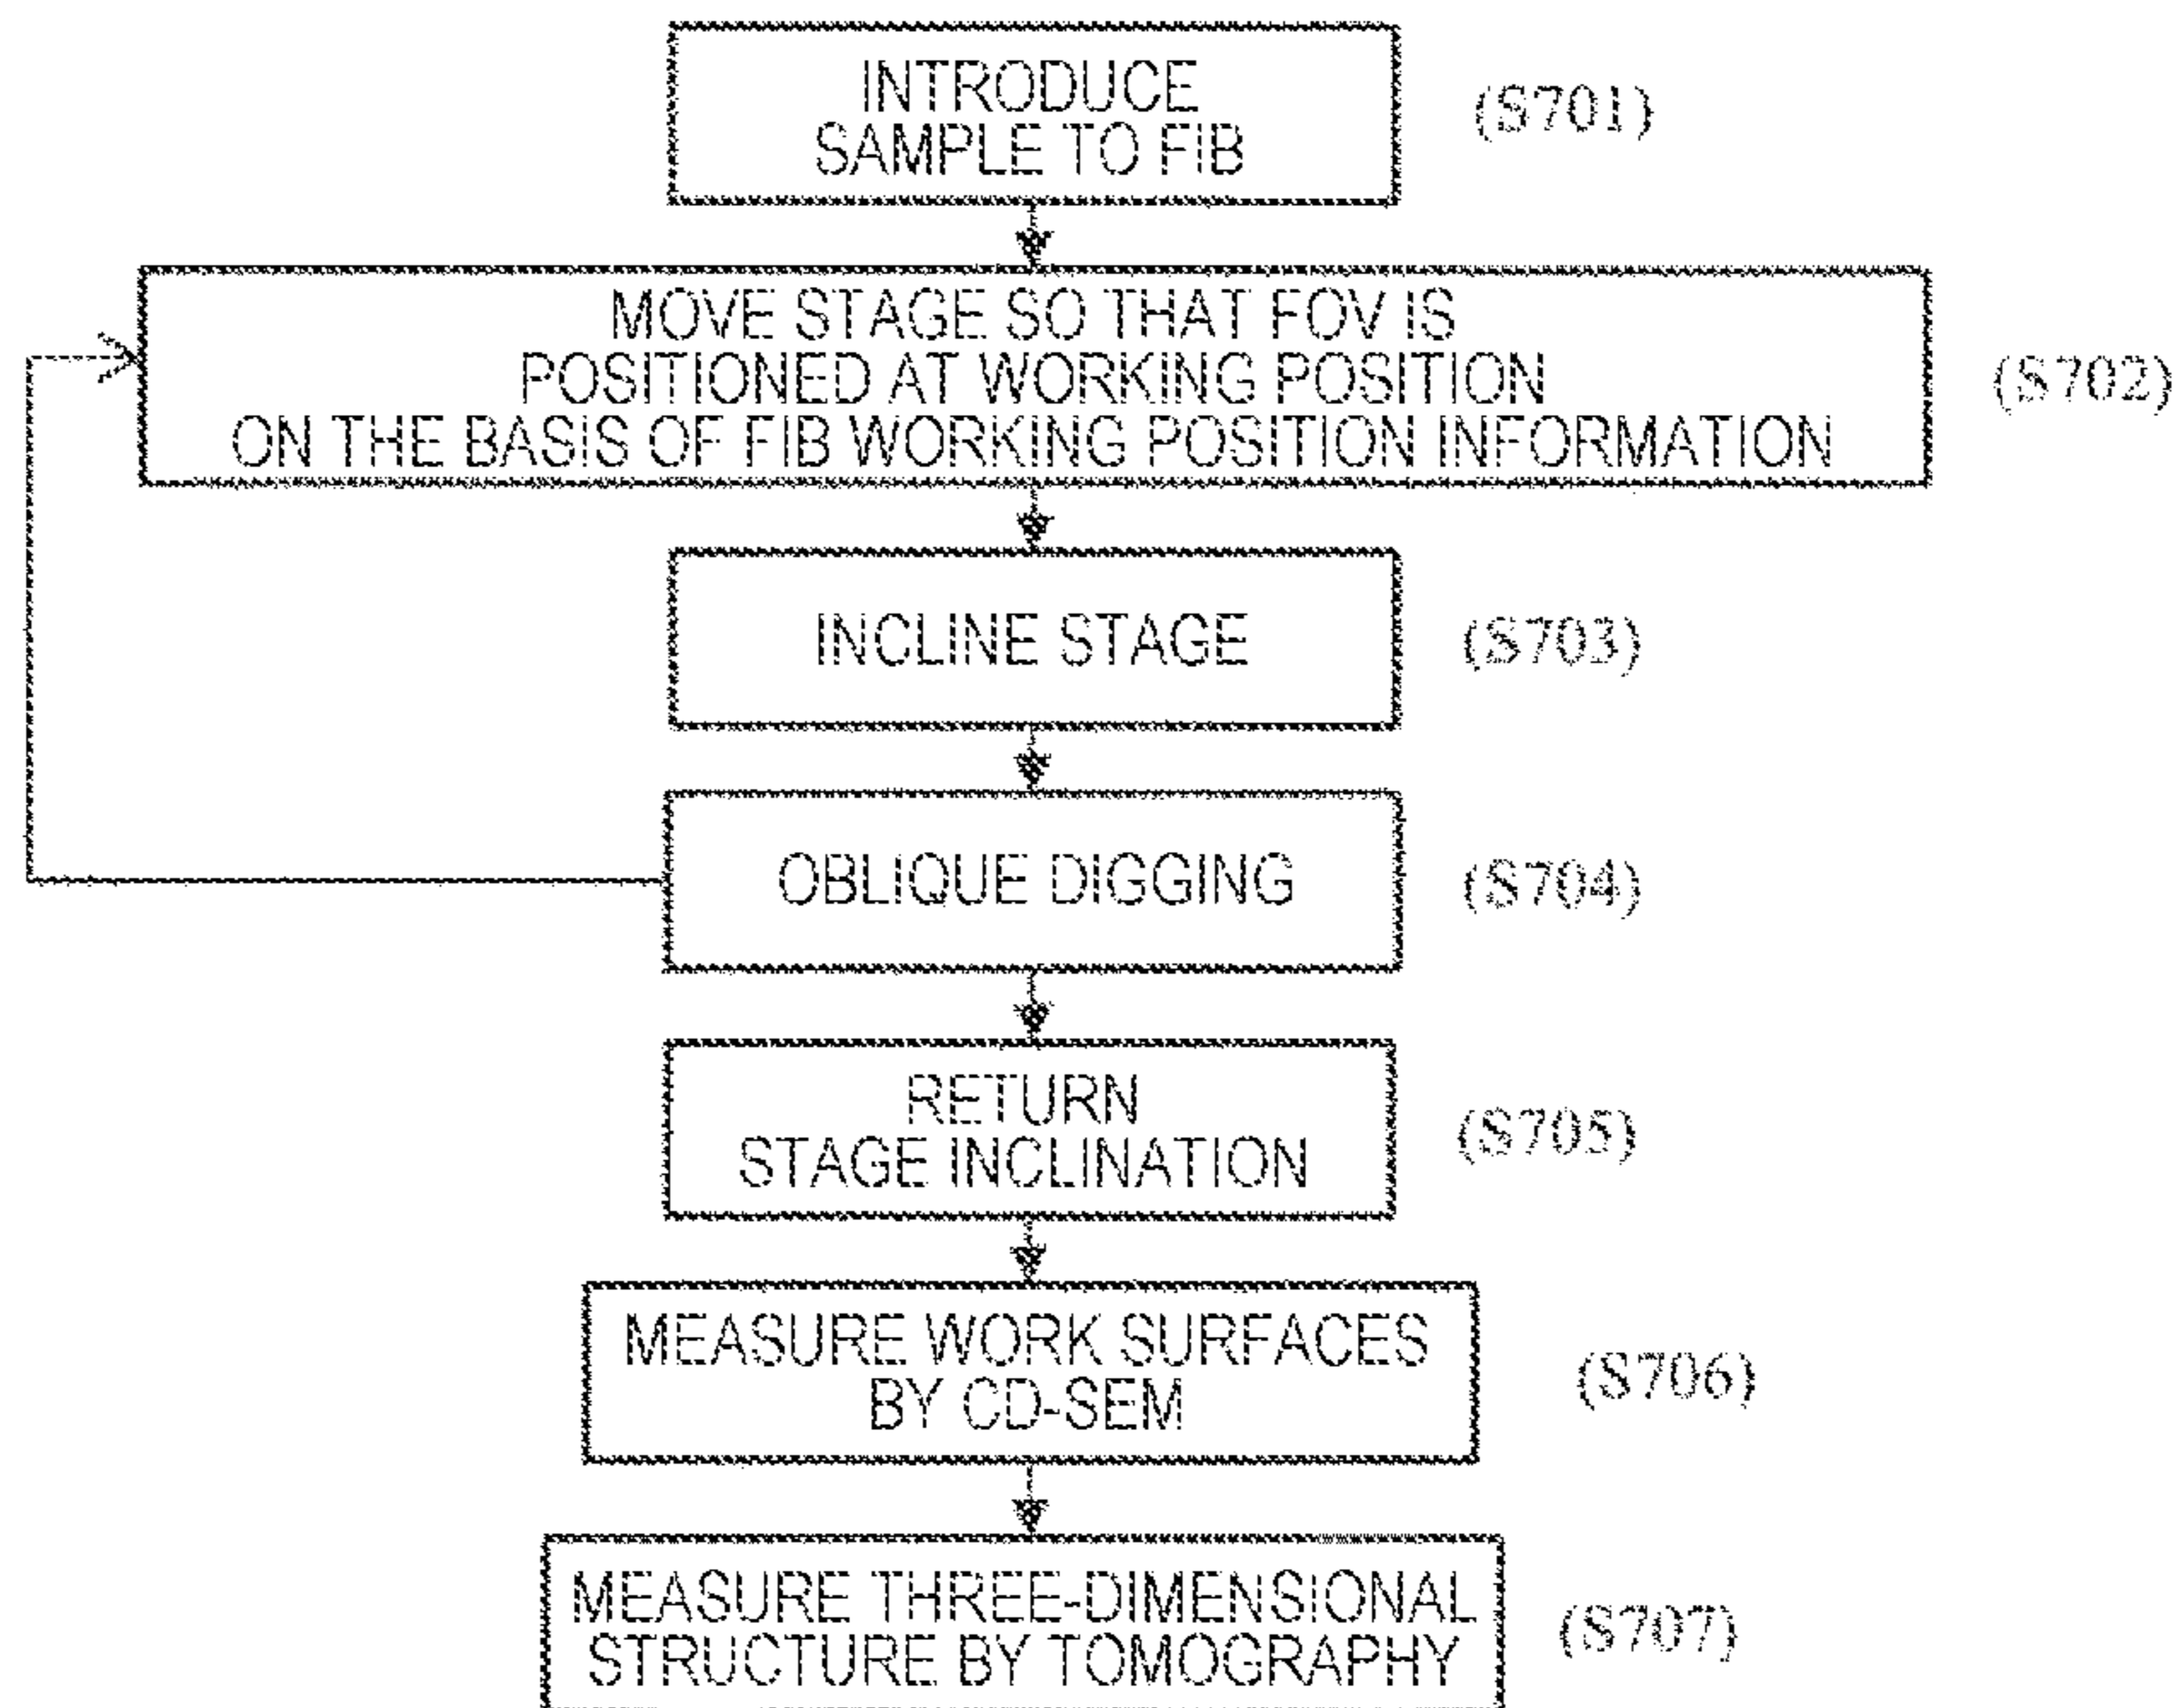 INTRODUCE
SAMPLE TO FIB
(S701)
MOVE STAGE SO THAT FOV IS
POSITIONED AT WORKING POSITION
ON THE BASIS OF FIB WORKING POSITION INFORMATION
(S702)
INCLINE STAGE
(S703)
OBLIQUE DIGGING
(S704)
RETURN
STAGE INCLINATION
(S705)
MEASURE WORK SURFACES
BY CD-SEM
(S706)
MEASURE THREE-DIMENSIONAL
STRUCTURE BY TOMOGRAPHY
(S707)